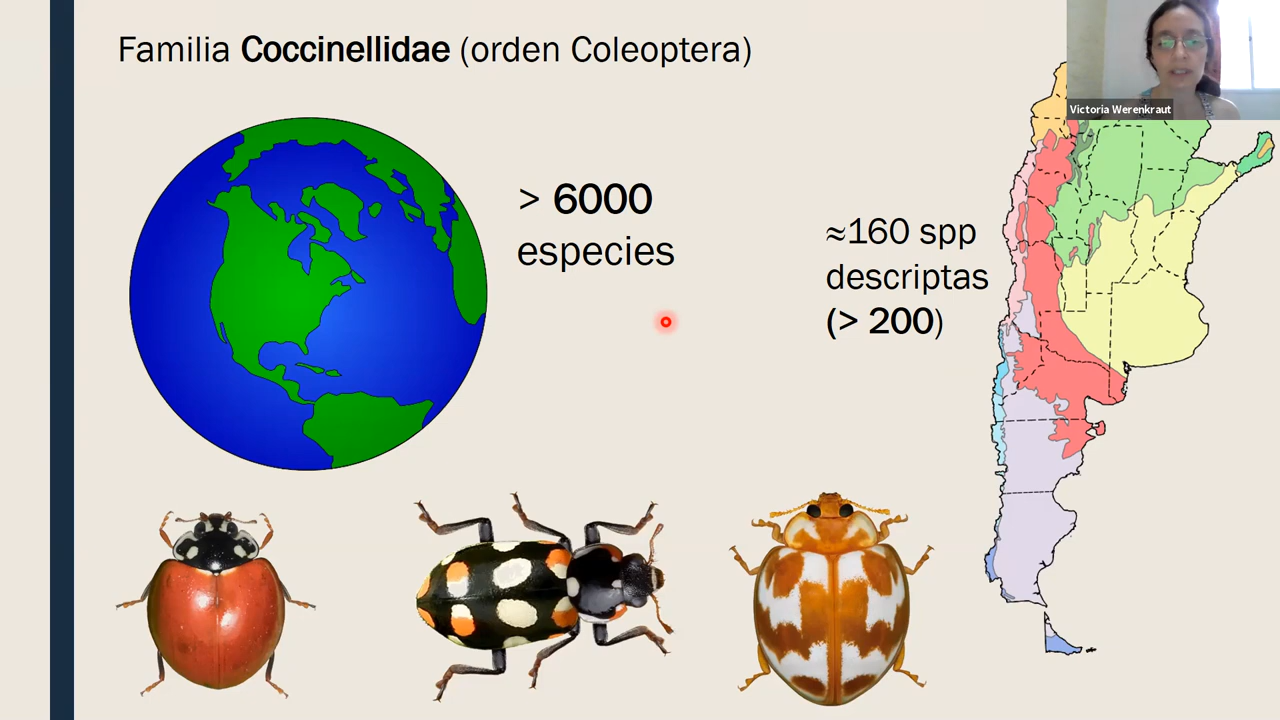 Familia Coccinellidae (orden Coleoptera)
Victoria Werenkraut
> 6000
especies
≈160 spp
descriptas
(> 200)